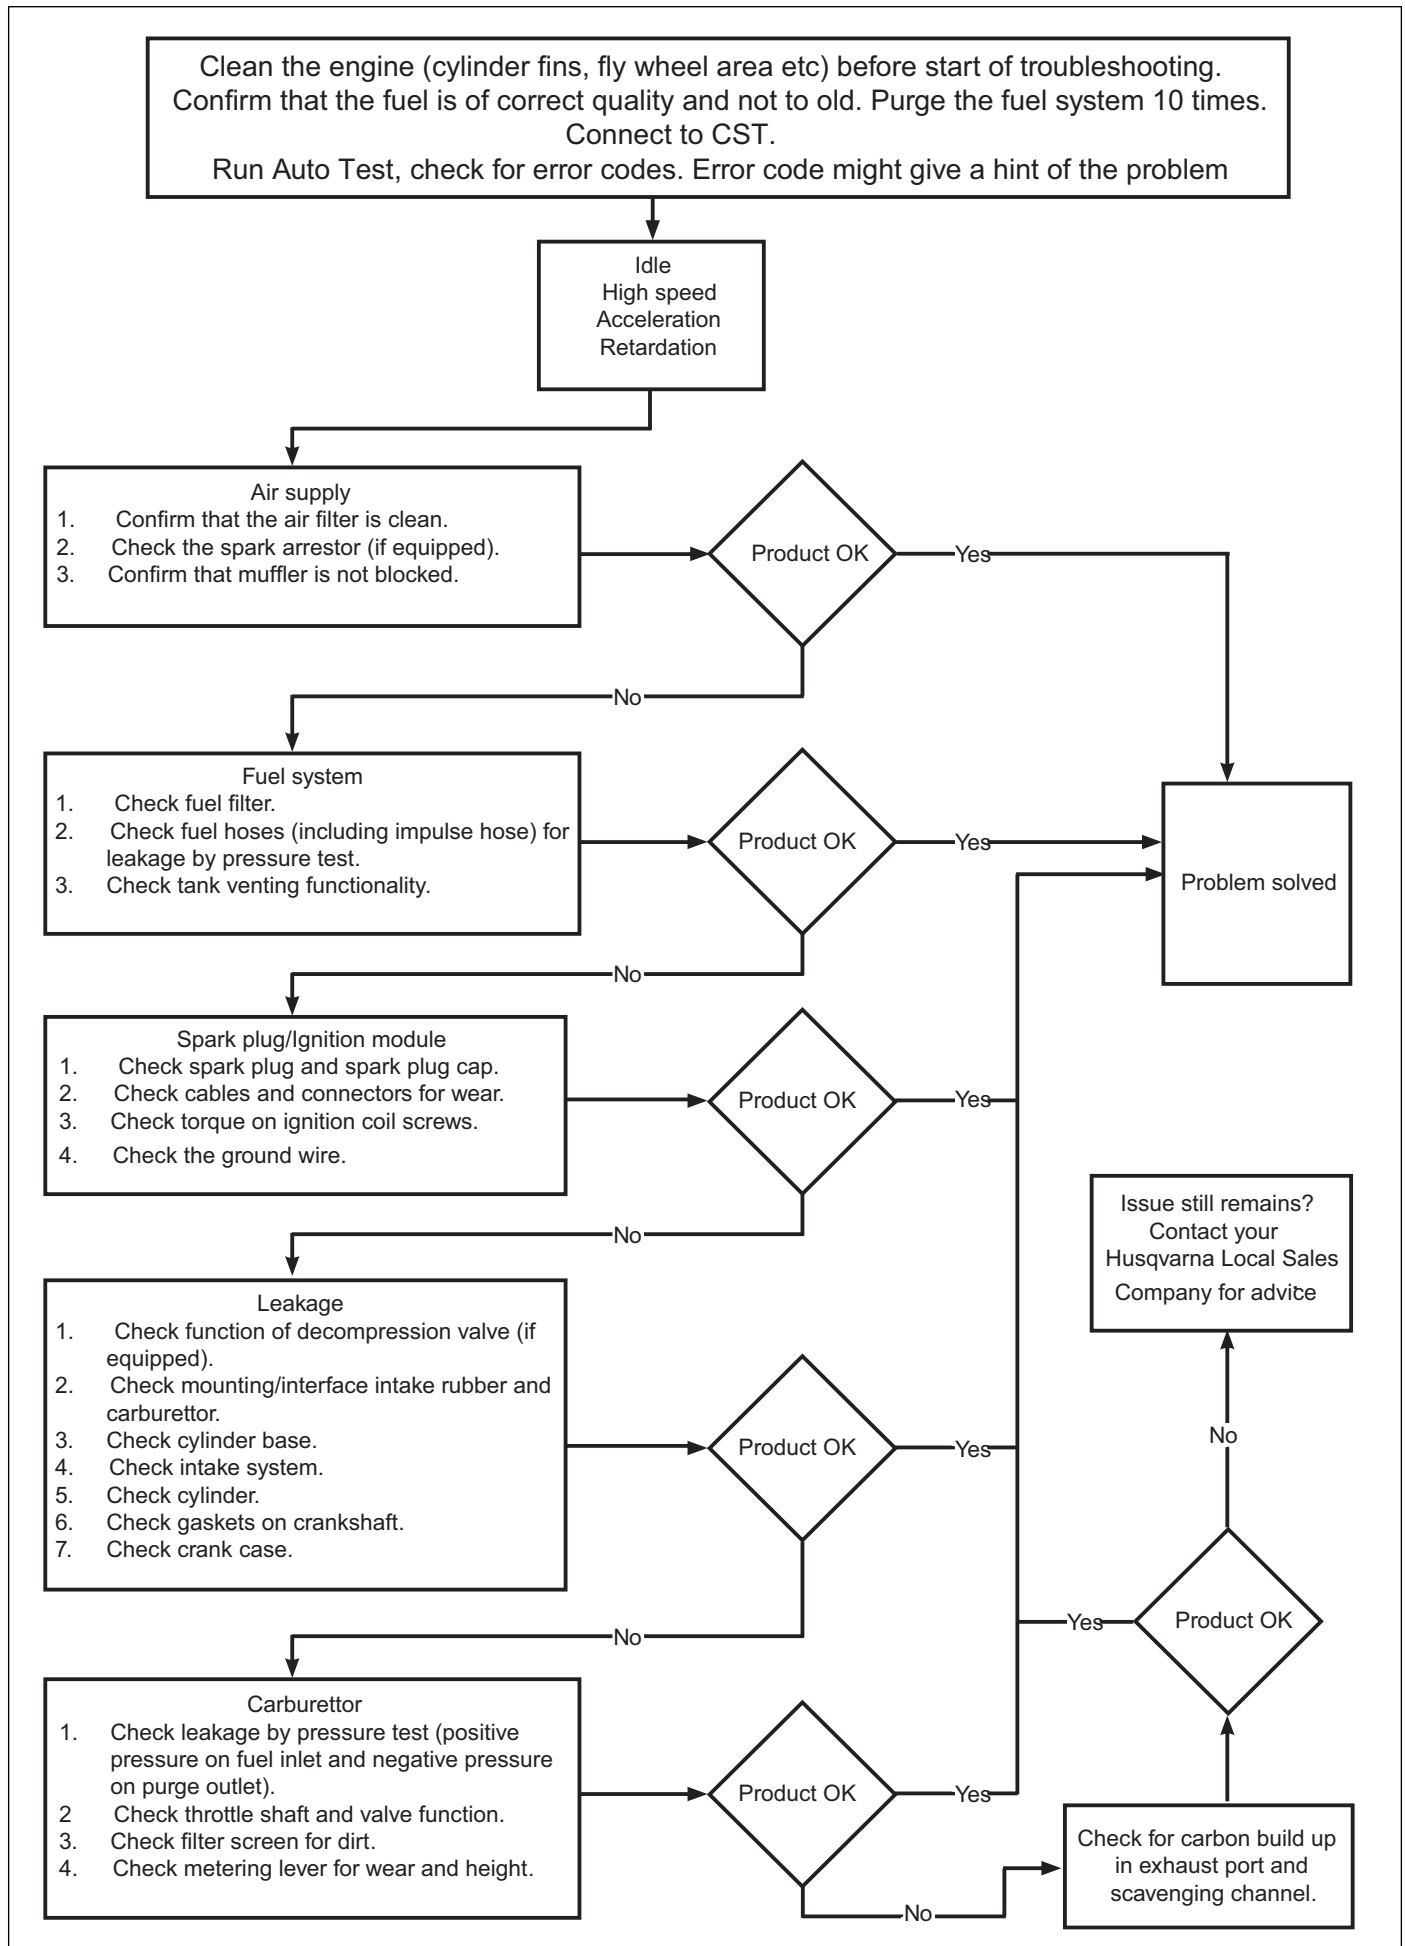 Clean the engine (cylinder fins, fly wheel area etc) before start of troubleshooting.
Confirm that the fuel is of correct quality and not to old. Purge the fuel system 10 times.
Connect to CST.
Run Auto Test, check for error codes. Error code might give a hint of the problem
Idle
High speed
Acceleration
Retardation
Air supply
1. Confirm that the air filter is clean.
2. Check the spark arrestor (if equipped).
3. Confirm that muffler is not blocked.
Product OK
Yes
No
Fuel system
1. Check fuel filter.
2. Check fuel hoses (including impulse hose) for
leakage by pressure test.
3. Check tank venting functionality.
Product OK
Yes
Problem solved
No
Spark plug/Ignition module
1. Check spark plug and spark plug cap.
2. Check cables and connectors for wear.
3. Check torque on ignition coil screws.
4. Check the ground wire.
Product OK
Yes
No
Leakage
1. Check function of decompression valve (if
equipped).
2. Check mounting/interface intake rubber and
carburettor.
3. Check cylinder base.
4. Check intake system.
5. Check cylinder.
6. Check gaskets on crankshaft.
7. Check crank case.
Product OK
Yes
No
Carburettor
1. Check leakage by pressure test (positive
pressure on fuel inlet and negative pressure
on purge outlet).
2 Check throttle shaft and valve function.
3. Check filter screen for dirt.
4. Check metering lever for wear and height.
Product OK
Yes
No
Check for carbon build up
in exhaust port and
scavenging channel.
Product OK
Yes
No
Issue still remains?
Contact your
Husqvarna Local Sales
Company for advice